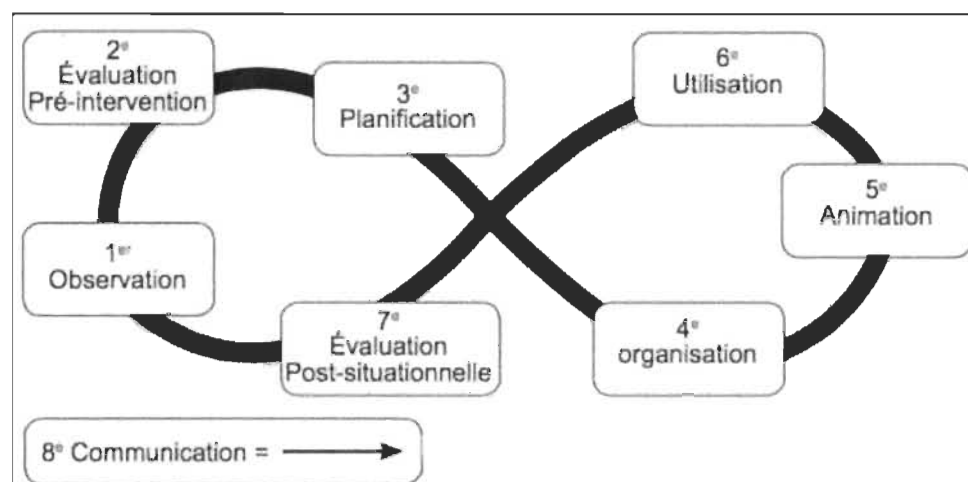 2e
Évaluation
Pré-intervention
3e
Planification
6e
Utilisation
5e
Animation
1er
Observation
7e
Évaluation
Post-situationnelle
4e
organisation
8e Communication =